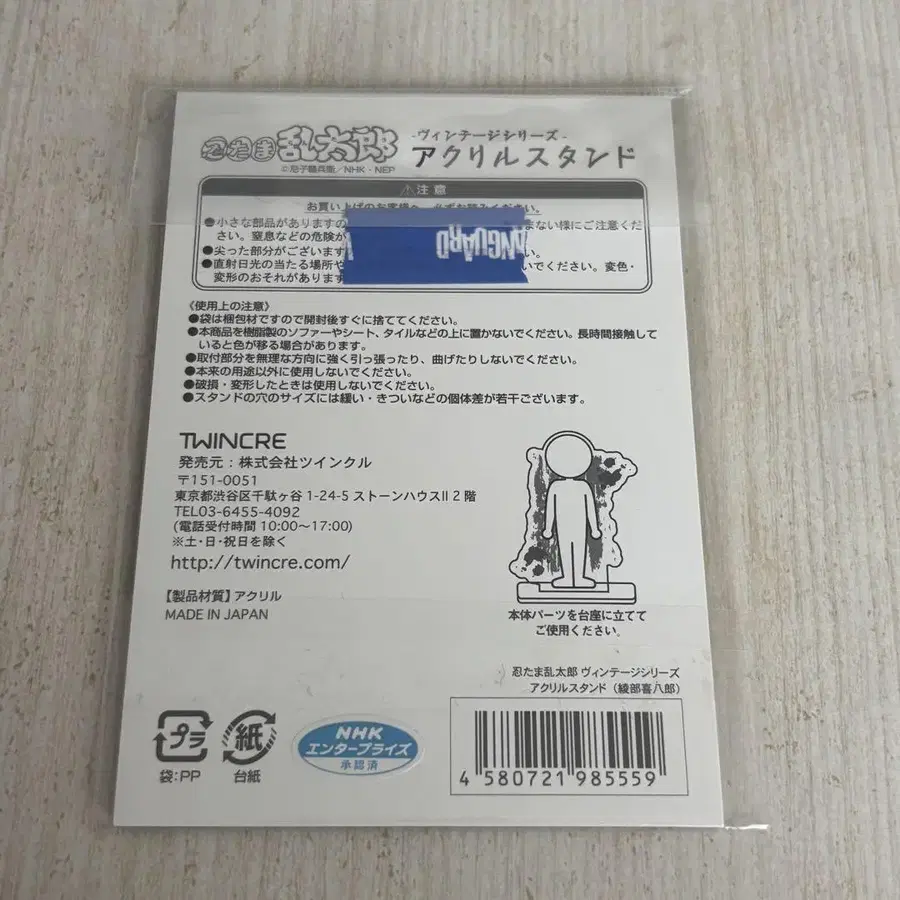 忍たま乱太郎
-ヴィンテージシリーズ-
アクリルスタンド
©尼子騒兵衛/NHK・NEP
⚠注意
お買い上げのお客様へ 必ずお読みください。
●小さな部品がありますの まない様にご注意くだ
さい。窒息などの危険が
●尖った部分がございます い。
●直射日光の当たる場所や いでください。変色・
変形のおそれがあります
VANGUARD
《使用上の注意》
●袋は梱包材ですので開封後すぐに捨ててください。
●本商品を樹脂製のソファーやシート、タイルなどの上に置かないでください。長時間接触して
いると色が移る場合があります。
●取付部分を無理な方向に強く引っ張ったり、曲げたりしないでください。
●本来の用途以外に使用しないでください。
●破損・変形したときは使用しないでください。
●スタンドの穴のサイズには緩い・きついなどの個体差が若干ございます。
TWINCRE
発売元:株式会社ツインクル
〒151-0051
東京都渋谷区千駄ヶ谷 1-24-5 ストーンハウスII 2階
TEL03-6455-4092
(電話受付時間 10:00~17:00)
※土・日・祝日を除く
http://twincre.com/
【製品材質】アクリル
MADE IN JAPAN
本体パーツを台座に立てて
ご使用ください。
忍たま乱太郎 ヴィンテージシリーズ
アクリルスタンド(綾部喜八郎)
プラ
袋:PP
紙
台紙
NHK
エンタープライズ
承認済
4 580721 985559